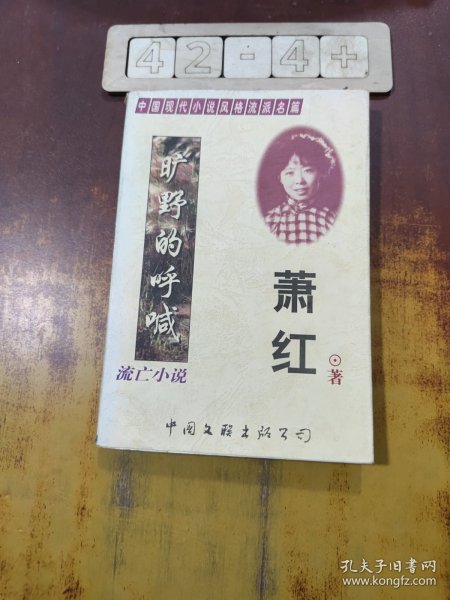 42-4+
中国现代小说风格流派名篇
旷野的呼喊
萧红
著
流亡小说
中国文联出版公司
孔夫子旧书网
www.kongfz.com